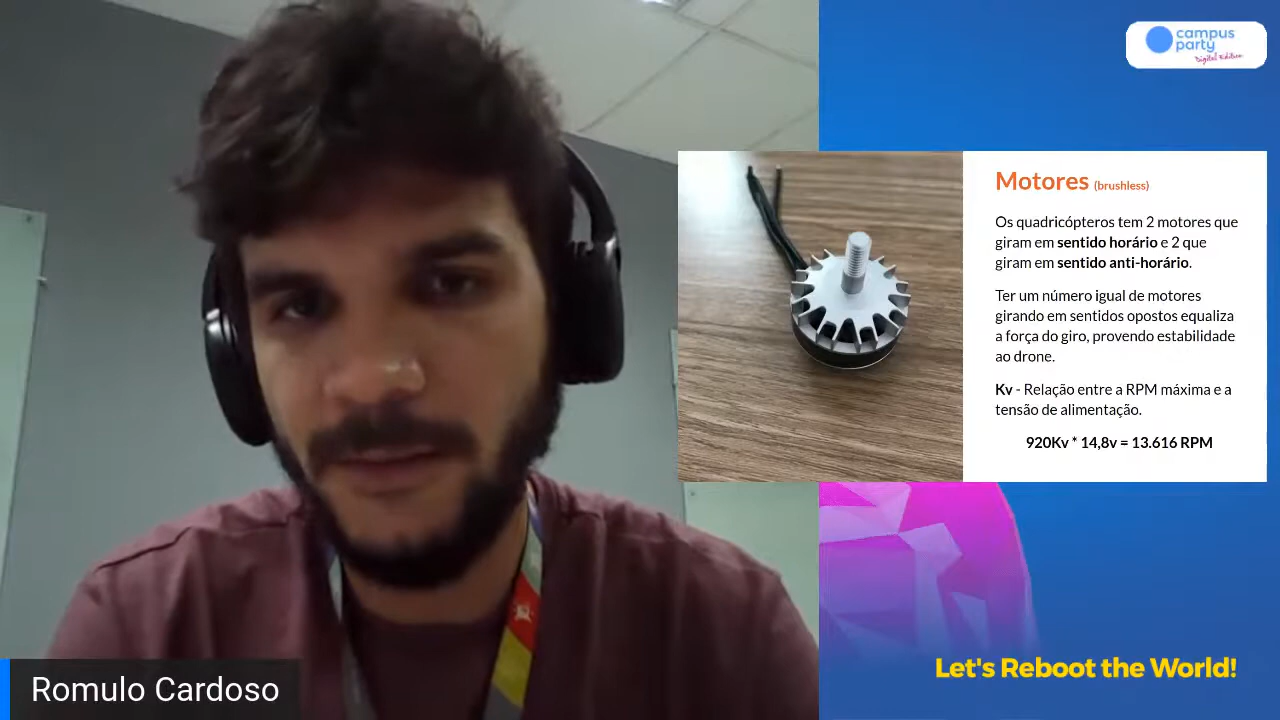 campus
party
Digital Edition
Motores (brushless)
Os quadricópteros tem 2 motores que
giram em sentido horário e 2 que
giram em sentido anti-horário.
Ter um número igual de motores
girando em sentidos opostos equaliza
a força do giro, provendo estabilidade
ao drone.
Kv - Relação entre a RPM máxima e a
tensão de alimentação.
920Kv * 14,8v = 13.616 RPM
Let's Reboot the World!
Romulo Cardoso